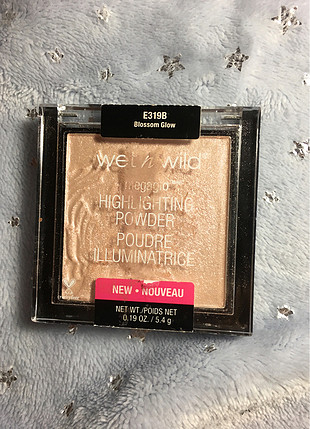 E319B
Blossom Glow
wet n wild
megaglo
HIGHLIGHTING
POWDER
POUDRE
ILLUMINATRICE
NEW • NOUVEAU
NET WT./POIDS NET
0.19 OZ. / 5.4 g